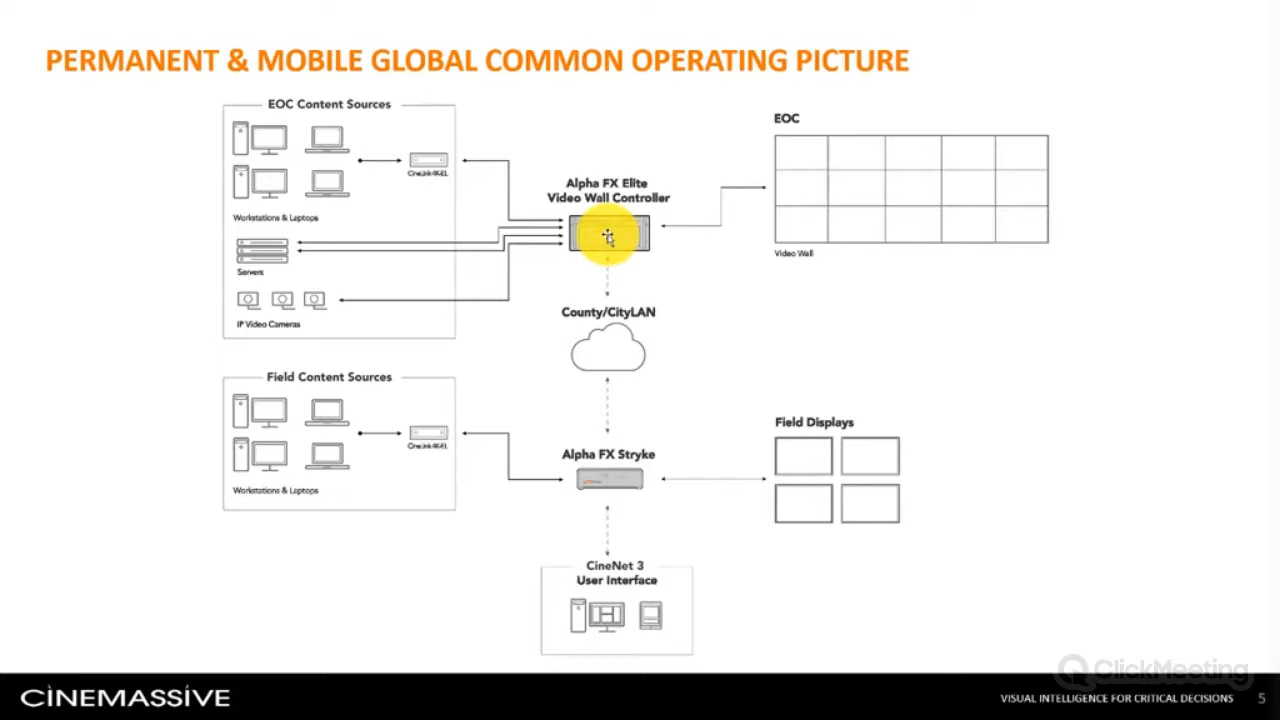 PERMANENT & MOBILE GLOBAL COMMON OPERATING PICTURE
EOC Content Sources
CineLink 4K-EL
Workstations & Laptops
Servers
IP Video Cameras
Alpha FX Elite
Video Wall Controller
EOC
Video Wall
County/CityLAN
Field Content Sources
CineLink 4K-EL
Workstations & Laptops
Alpha FX Stryke
Field Displays
CineNet 3
User Interface
ClickMeeting
CINEMASSIVE
VISUAL INTELLIGENCE FOR CRITICAL DECISIONS 5